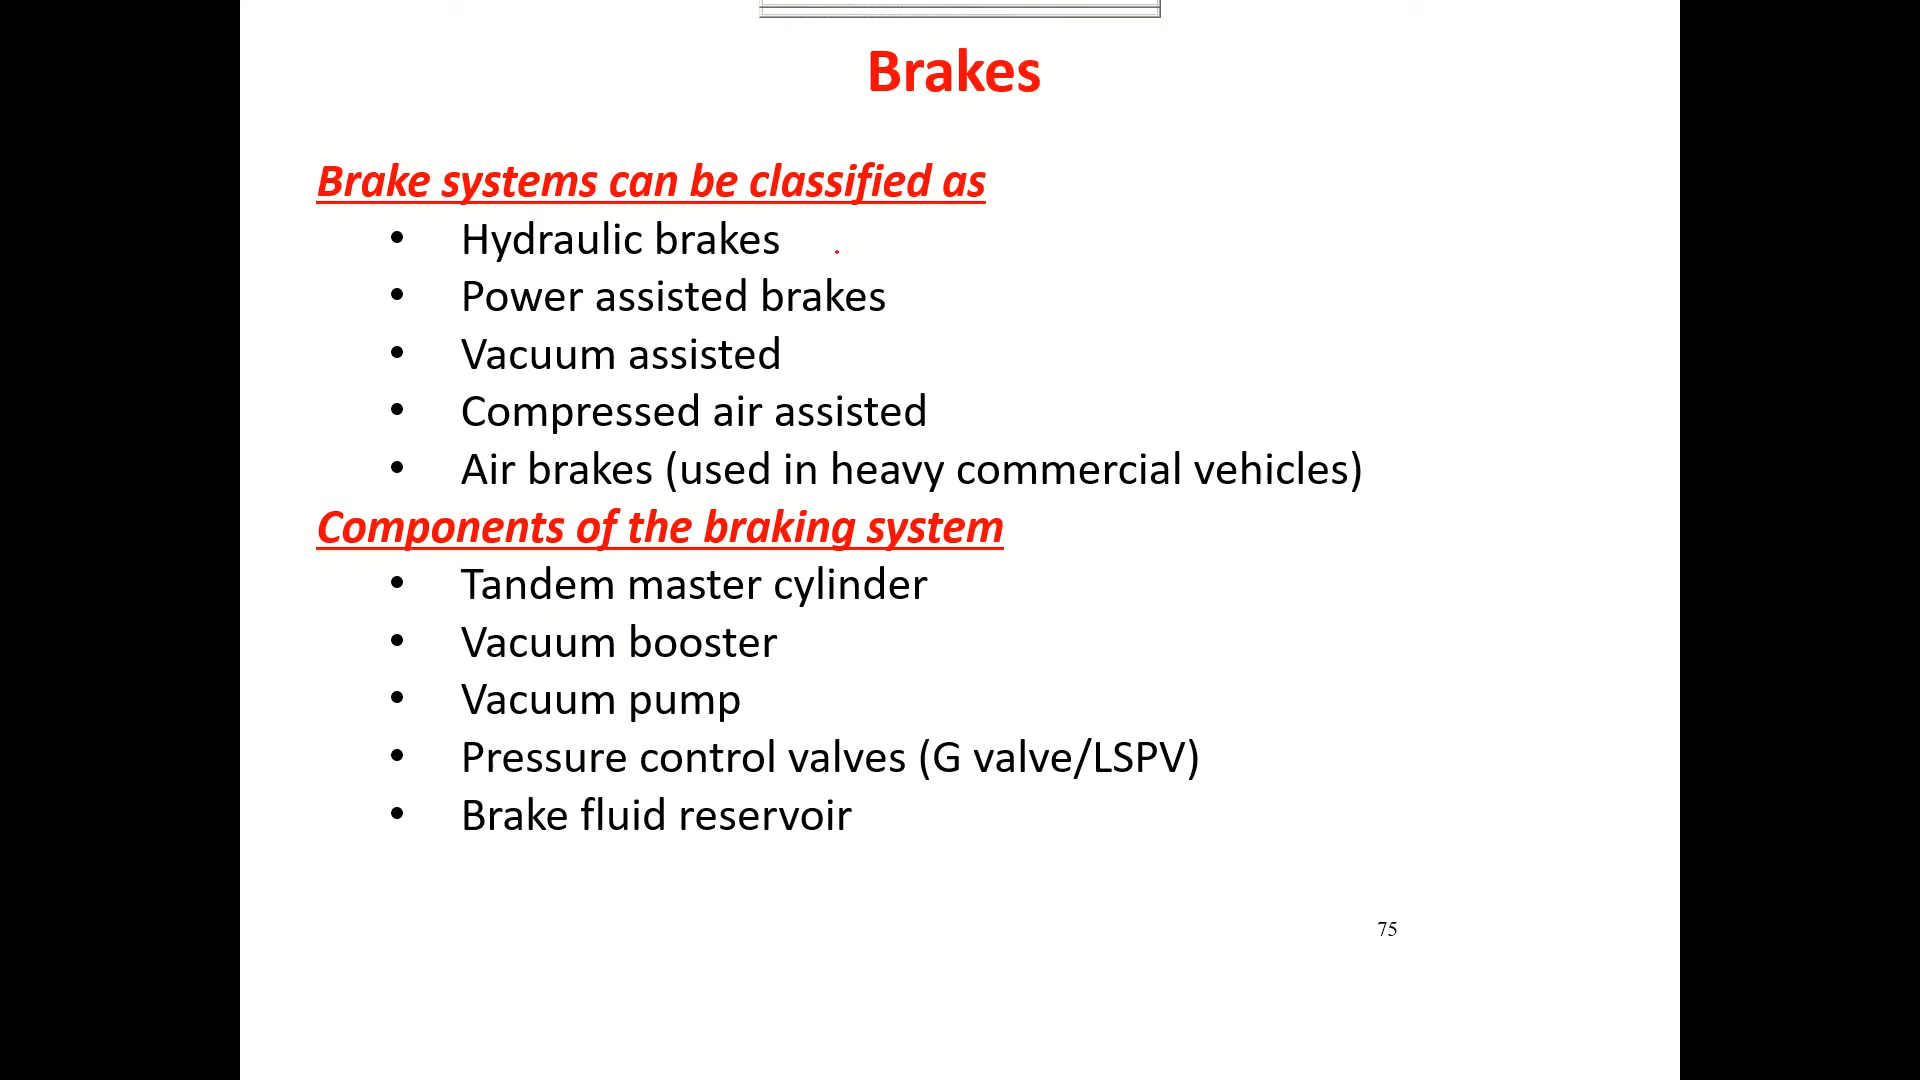 Brakes
Brake systems can be classified as
• Hydraulic brakes
• Power assisted brakes
• Vacuum assisted
• Compressed air assisted
• Air brakes (used in heavy commercial vehicles)
Components of the braking system
• Tandem master cylinder
• Vacuum booster
• Vacuum pump
• Pressure control valves (G valve/LSPV)
• Brake fluid reservoir
75